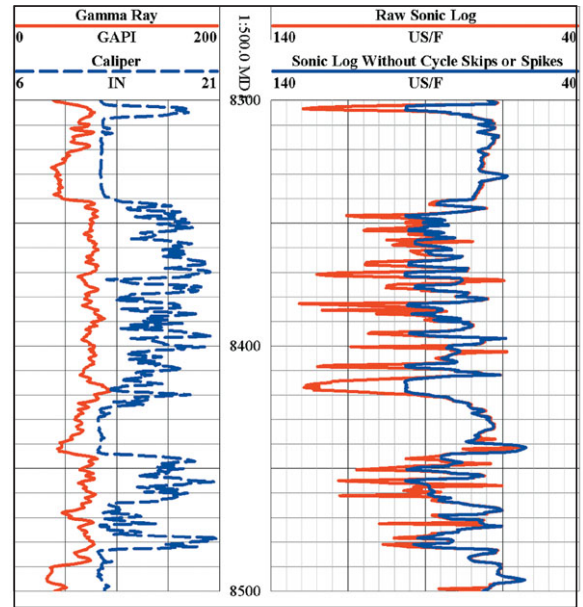 Gamma Ray
0 GAPI 200
Caliper
6 IN 21
1:500.0 MD
Raw Sonic Log
140 US/F 40
Sonic Log Without Cycle Skips or Spikes
140 US/F 40
8300
8400
8500